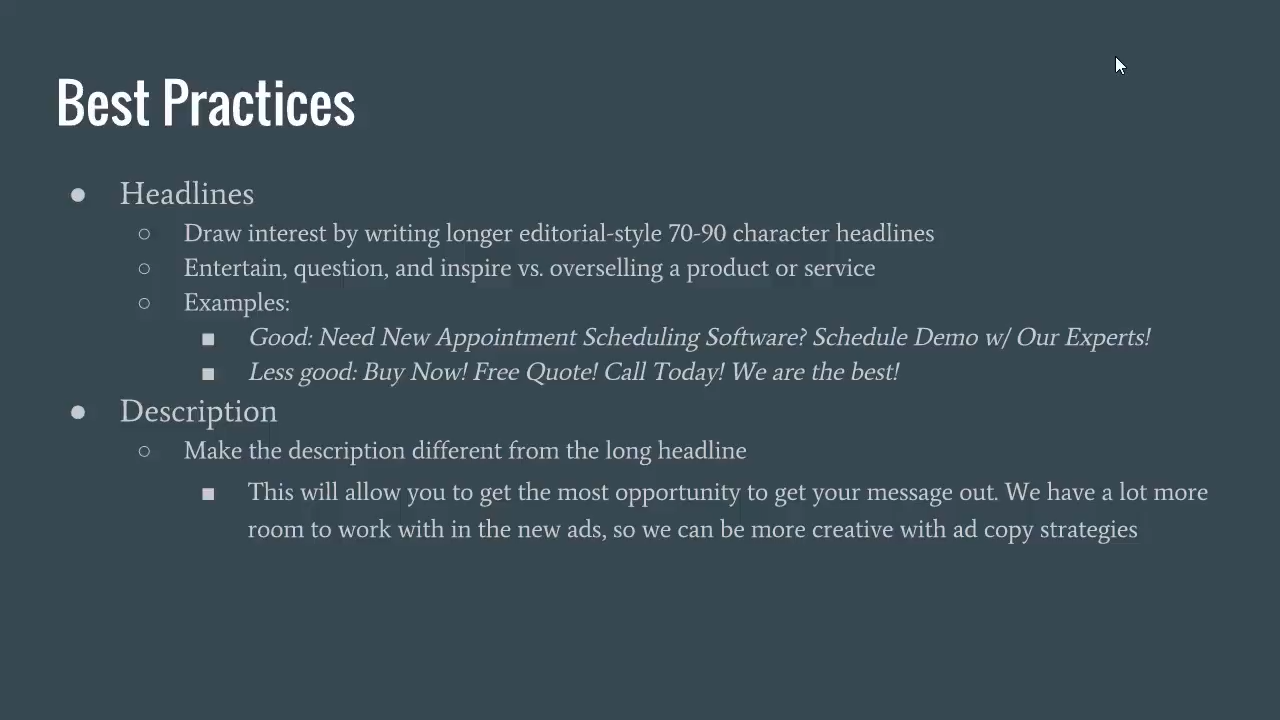 Best Practices
● Headlines
○ Draw interest by writing longer editorial-style 70-90 character headlines
○ Entertain, question, and inspire vs. overselling a product or service
○ Examples:
■ Good: Need New Appointment Scheduling Software? Schedule Demo w/ Our Experts!
■ Less good: Buy Now! Free Quote! Call Today! We are the best!
● Description
○ Make the description different from the long headline
■ This will allow you to get the most opportunity to get your message out. We have a lot more
room to work with in the new ads, so we can be more creative with ad copy strategies